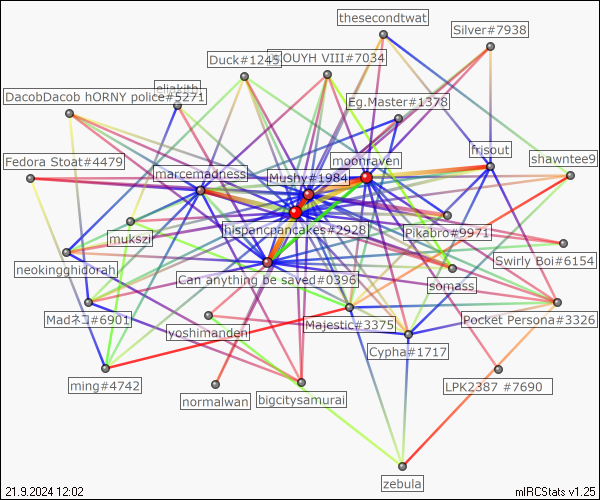 thesecondtwat
Silver#7938
Duck#1245
OUYH VIII#7034
eliakith
DacobDacob hORNY police#5271
Eg.Master#1378
frisout
Fedora Stoat#4479
marcemadness
Mushy#1984
moonraven
shawntee9
mukszi
hispancpancakes#2928
Pikabro#9971
neokingghidorah
Can anything be saved#0396
somass
Swirly Boi#6154
Madネコ#6901
yoshimanden
Majestic#3375
Pocket Persona#3326
Cypha#1717
ming#4742
normalwan
bigcitysamurai
LPK2387 #7690
zebula
21.9.2024 12:02
mIRCStats v1.25